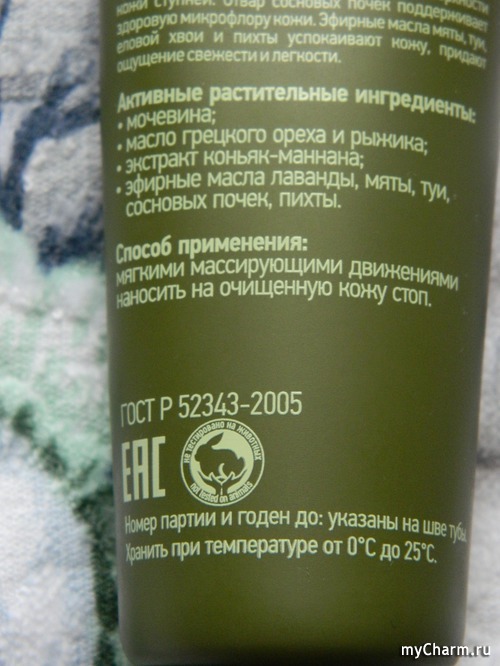 кожи ступней. Отвар сосновых почек поддерживает
здоровую микрофлору кожи. Эфирные масла мяты, туи,
еловой хвои и пихты успокаивают кожу, придают
ощущение свежести и легкости.
Активные растительные ингредиенты:
• мочевина;
• масло грецкого ореха и рыжика;
• экстракт коньяк-маннана;
• эфирные масла лаванды, мяты, туи,
сосновых почек, пихты.
Способ применения:
мягкими массирующими движениями
наносить на очищенную кожу стоп.
ГОСТ Р 52343-2005
EAC
не тестировано на животных
not tested on animals
Номер партии и годен до: указаны на шве тубы.
Хранить при температуре от 0°С до 25°С.
myCharm.ru